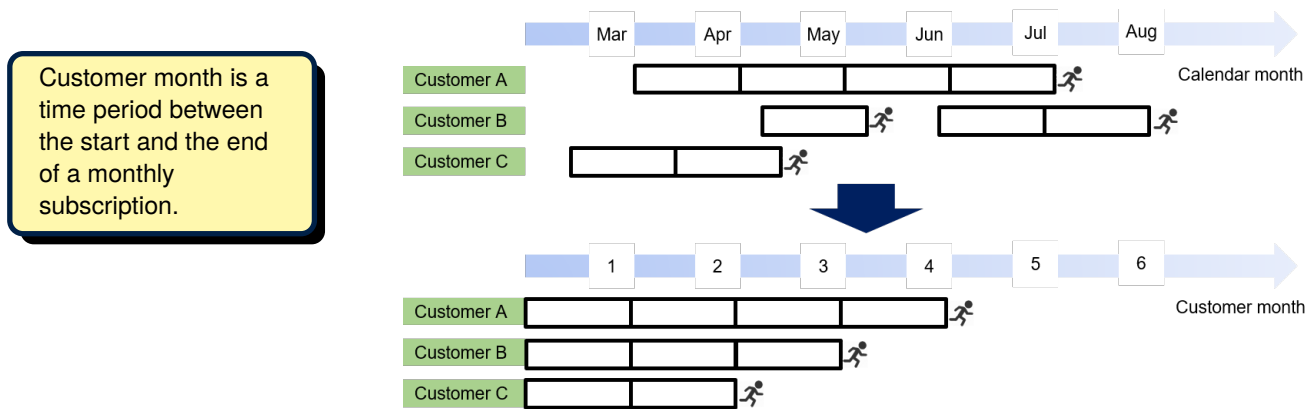 Customer month is a
time period between
the start and the end
of a monthly
subscription.
Mar Apr May Jun Jul Aug
Calendar month
Customer A
Customer B
Customer C
1 2 3 4 5 6
Customer month
Customer A
Customer B
Customer C